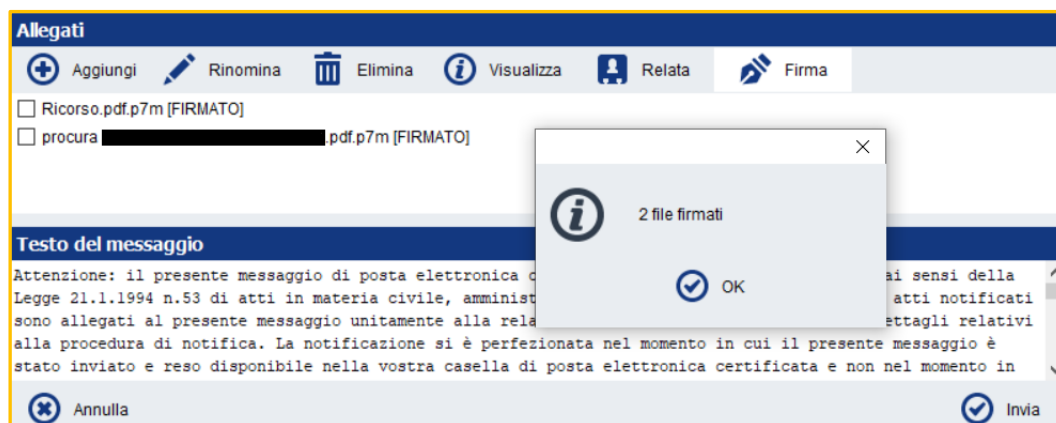 Allegati
Aggiungi Rinomina Elimina Visualizza Relata Firma
Ricorso.pdf.p7m [FIRMATO]
procura .pdf.p7m [FIRMATO]
2 file firmati
OK
Testo del messaggio
Attenzione: il presente messaggio di posta elettronica ai sensi della
Legge 21.1.1994 n.53 di atti in materia civile, atti notificati
sono allegati al presente messaggio unitamente alla relativi
alla procedura di notifica. La notificazione si è perfezionata nel momento in cui il presente messaggio è
stato inviato e reso disponibile nella vostra casella di posta elettronica certificata e non nel momento in
Annulla Invia